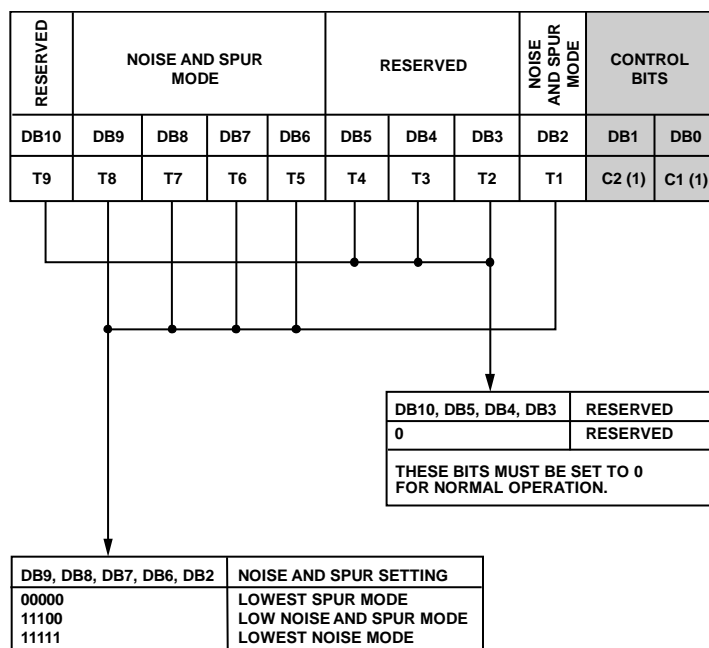 RESERVED
NOISE AND SPUR
MODE
RESERVED
NOISE
AND SPUR
MODE
CONTROL
BITS
DB10 DB9 DB8 DB7 DB6 DB5 DB4 DB3 DB2 DB1 DB0
T9 T8 T7 T6 T5 T4 T3 T2 T1 C2 (1) C1 (1)
DB10, DB5, DB4, DB3 RESERVED
0 RESERVED
THESE BITS MUST BE SET TO 0
FOR NORMAL OPERATION.
DB9, DB8, DB7, DB6, DB2 NOISE AND SPUR SETTING
00000 LOWEST SPUR MODE
11100 LOW NOISE AND SPUR MODE
11111 LOWEST NOISE MODE